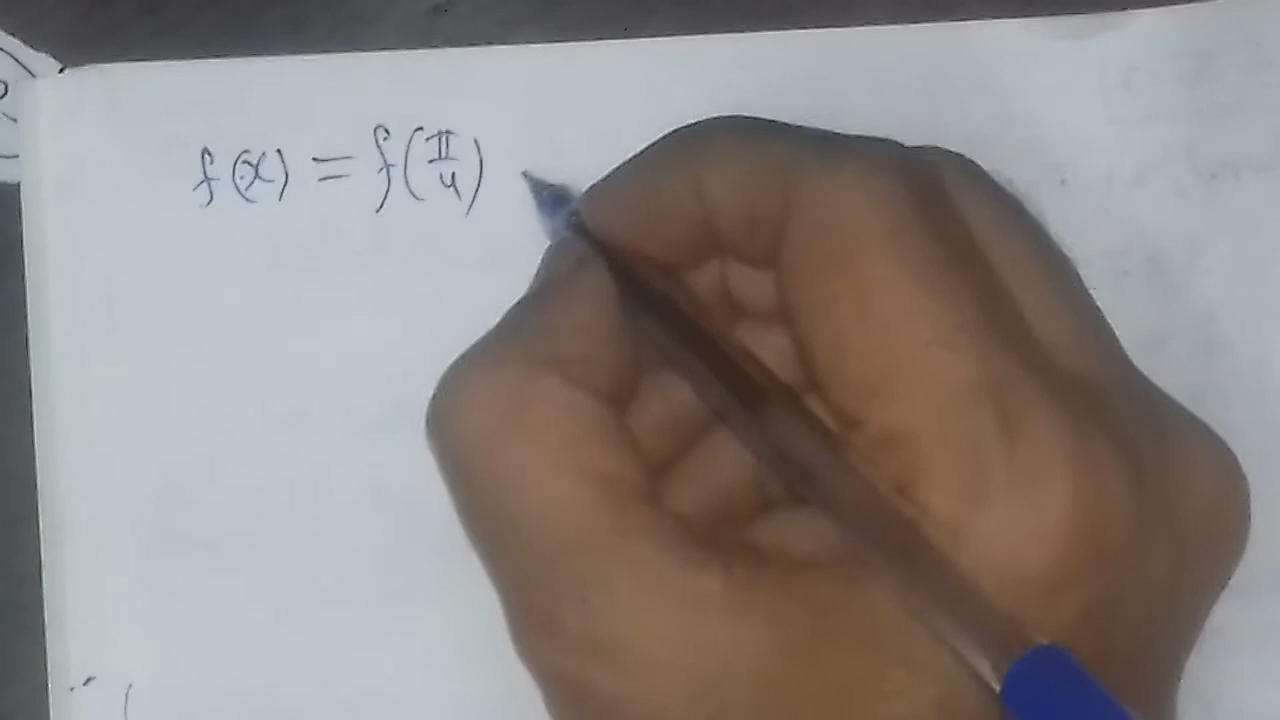 f(x) = f(π/4)